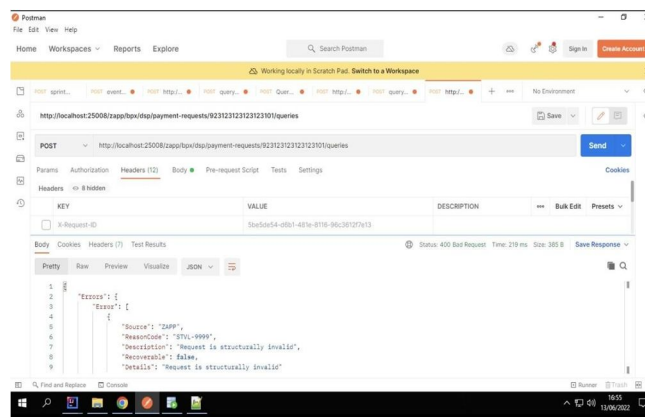 Postman
File Edit View Help
Home Workspaces Reports Explore Search Postman Sign In Create Account
Working locally in Scratch Pad. Switch to a Workspace
POST sprint... POST event... POST http:/... POST query... POST Quer... POST http:/... POST query... POST http:/... + ••• No Environment
http://localhost:25008/zapp/bpx/dsp/payment-requests/923123123123123101/queries Save
POST http://localhost:25008/zapp/bpx/dsp/payment-requests/923123123123123101/queries Send
Params Authorization Headers (12) Body Pre-request Script Tests Settings Cookies
Headers 8 hidden
KEY VALUE DESCRIPTION ••• Bulk Edit Presets
X-Request-ID
Body Cookies Headers (7) Test Results Status: 400 Bad Request Time: 219 ms Size: 385 B Save Response
Pretty Raw Preview Visualize JSON
1 {
2 "Errors": {
3 "Error": [
4 {
5 "Source": "ZAPP",
6 "ReasonCode": "STVL-9999",
7 "Description": "Request is structurally invalid",
8 "Recoverable": false,
9 "Details": "Request is structurally invalid"
Find and Replace Console Runner Trash
16:55
13/06/2022